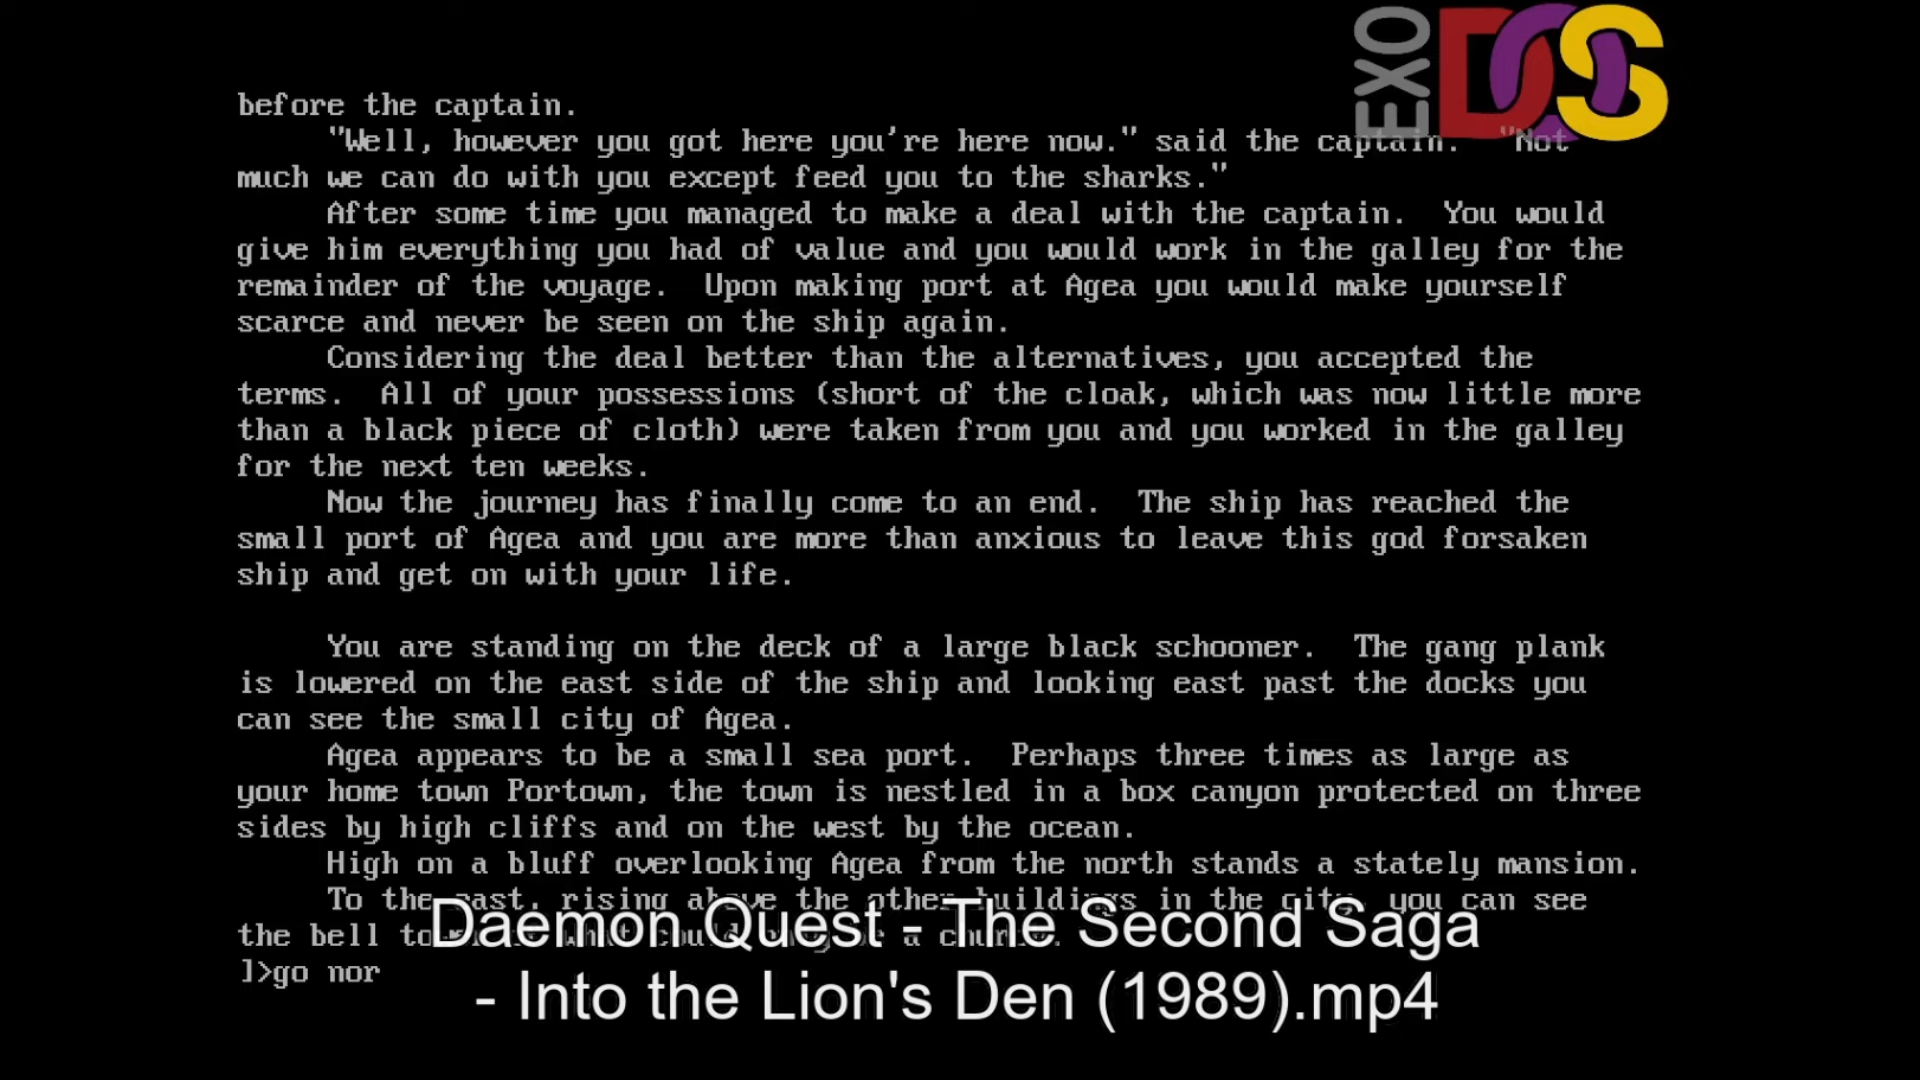 EXO DOS
before the captain.
"Well, however you got here you're here now." said the captain. "Not
much we can do with you except feed you to the sharks."
After some time you managed to make a deal with the captain. You would
give him everything you had of value and you would work in the galley for the
remainder of the voyage. Upon making port at Agea you would make yourself
scarce and never be seen on the ship again.
Considering the deal better than the alternatives, you accepted the
terms. All of your possessions (short of the cloak, which was now little more
than a black piece of cloth) were taken from you and you worked in the galley
for the next ten weeks.
Now the journey has finally come to an end. The ship has reached the
small port of Agea and you are more than anxious to leave this god forsaken
ship and get on with your life.
You are standing on the deck of a large black schooner. The gang plank
is lowered on the east side of the ship and looking east past the docks you
can see the small city of Agea.
Agea appears to be a small sea port. Perhaps three times as large as
your home town Portown, the town is nestled in a box canyon protected on three
sides by high cliffs and on the west by the ocean.
High on a bluff overlooking Agea from the north stands a stately mansion.
To the east, rising above the other buildings in the city, you can see
the bell could be a church.
]>go nor
Daemon Quest - The Second Saga
- Into the Lion's Den (1989).mp4